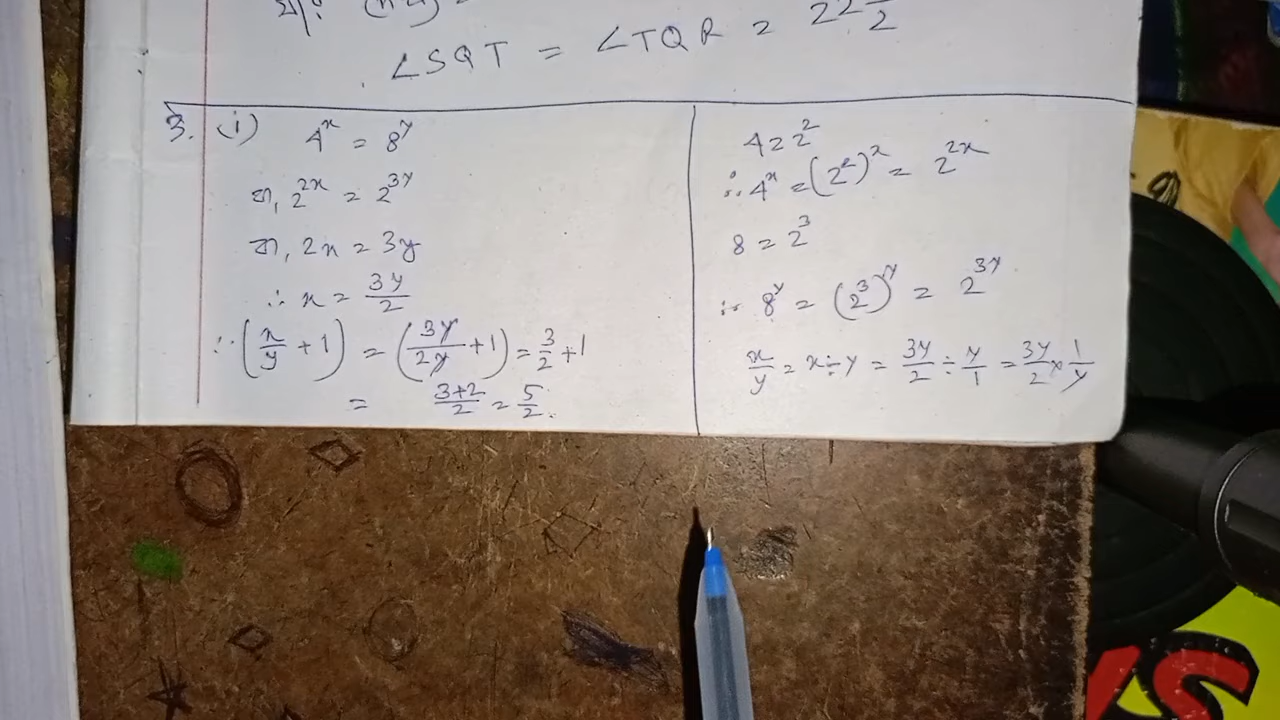 ∠SQT = ∠TQR = 22
3. (i) 4^x = 8^y
বা, 2^{2x} = 2^{3y}
বা, 2x = 3y
∴ x = 3y/2
∴ (x/y + 1) = (3y/2y + 1) = 3/2 + 1
= 3+2/2 = 5/2.
4 = 2^2
∴ 4^x = (2^2)^x = 2^{2x}
8 = 2^3
∴ 8^y = (2^3)^y = 2^{3y}
x/y = x ÷ y = 3y/2 ÷ y/1 = 3y/2 × 1/y